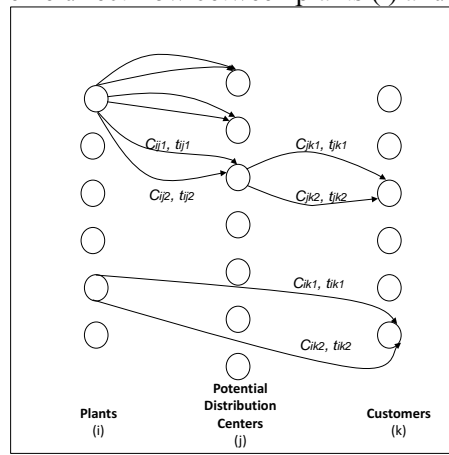 Cij1, tij1
Cjk1, tjk1
Cij2, tij2
Cjk2, tjk2
Cik1, tik1
Cik2, tik2
Plants
(i)
Potential
Distribution
Centers
(j)
Customers
(k)